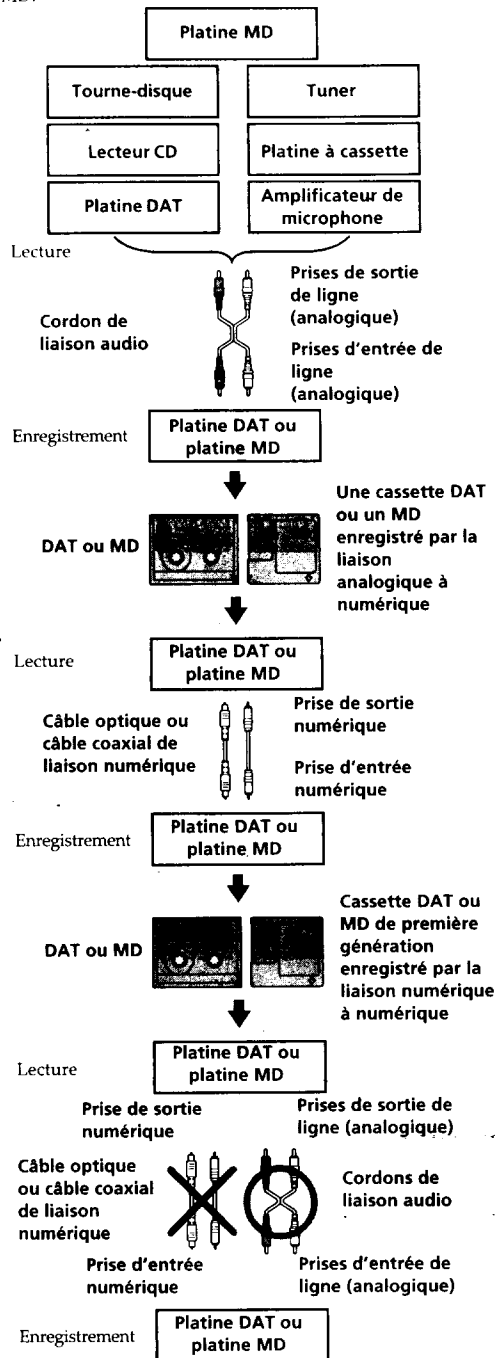 MD.
Platine MD
Tourne-disque
Tuner
Lecteur CD
Platine à cassette
Platine DAT
Amplificateur de
microphone
Lecture
Cordon de
liaison audio
Prises de sortie
de ligne
(analogique)
Prises d'entrée de
ligne
(analogique)
Enregistrement
Platine DAT ou
platine MD
DAT ou MD
Une cassette DAT
ou un MD
enregistré par la
liaison
analogique à
numérique
Lecture
Platine DAT ou
platine MD
Câble optique ou
câble coaxial de
liaison numérique
Prise de sortie
numérique
Prise d'entrée
numérique
Enregistrement
Platine DAT ou
platine MD
DAT ou MD
Cassette DAT ou
MD de première
génération
enregistré par la
liaison numérique
à numérique
Lecture
Platine DAT ou
platine MD
Prise de sortie
numérique
Prises de sortie de
ligne (analogique)
Câble optique
ou câble coaxial
de liaison
numérique
Cordons de
liaison audio
Prise d'entrée
numérique
Prises d'entrée de
ligne (analogique)
Enregistrement
Platine DAT ou
platine MD